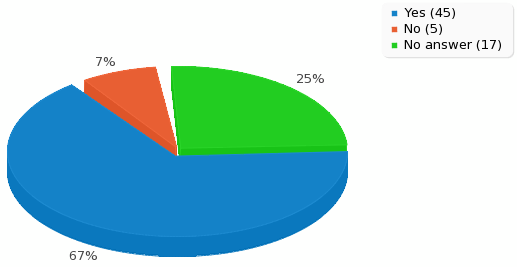 Yes (45)
No (5)
No answer (17)
7%
25%
67%